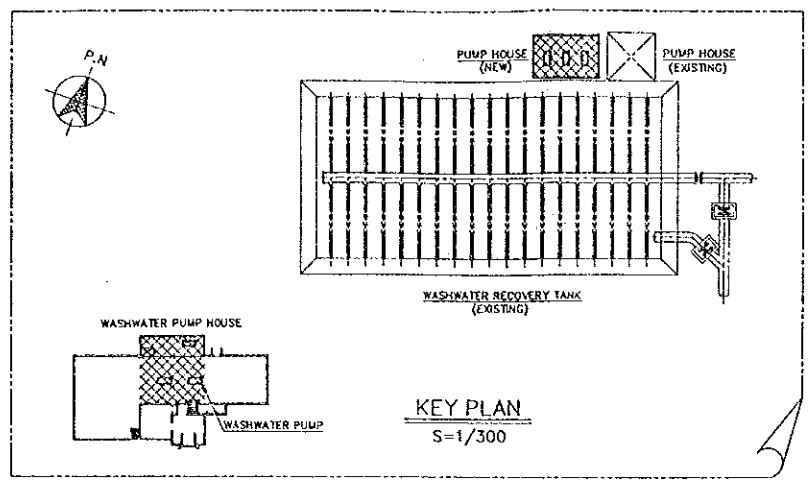 P.N
PUMP HOUSE
(NEW)
PUMP HOUSE
(EXISTING)
WASHWATER RECOVERY TANK
(EXISTING)
WASHWATER PUMP HOUSE
WASHWATER PUMP
KEY PLAN
S=1/300